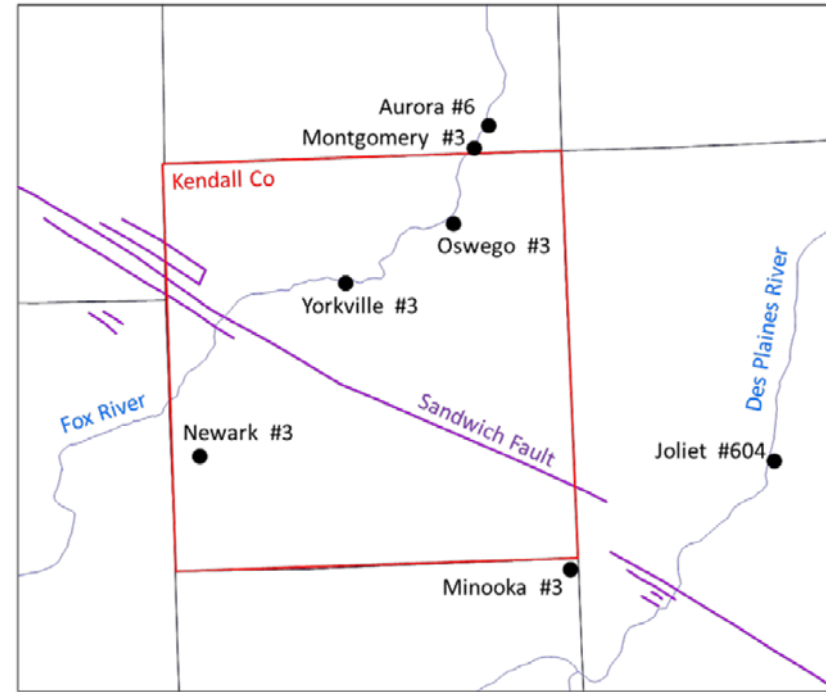 Aurora #6
Montgomery #3
Kendall Co
Oswego #3
Yorkville #3
Des Plaines River
Fox River
Sandwich Fault
Newark #3
Joliet #604
Minooka #3